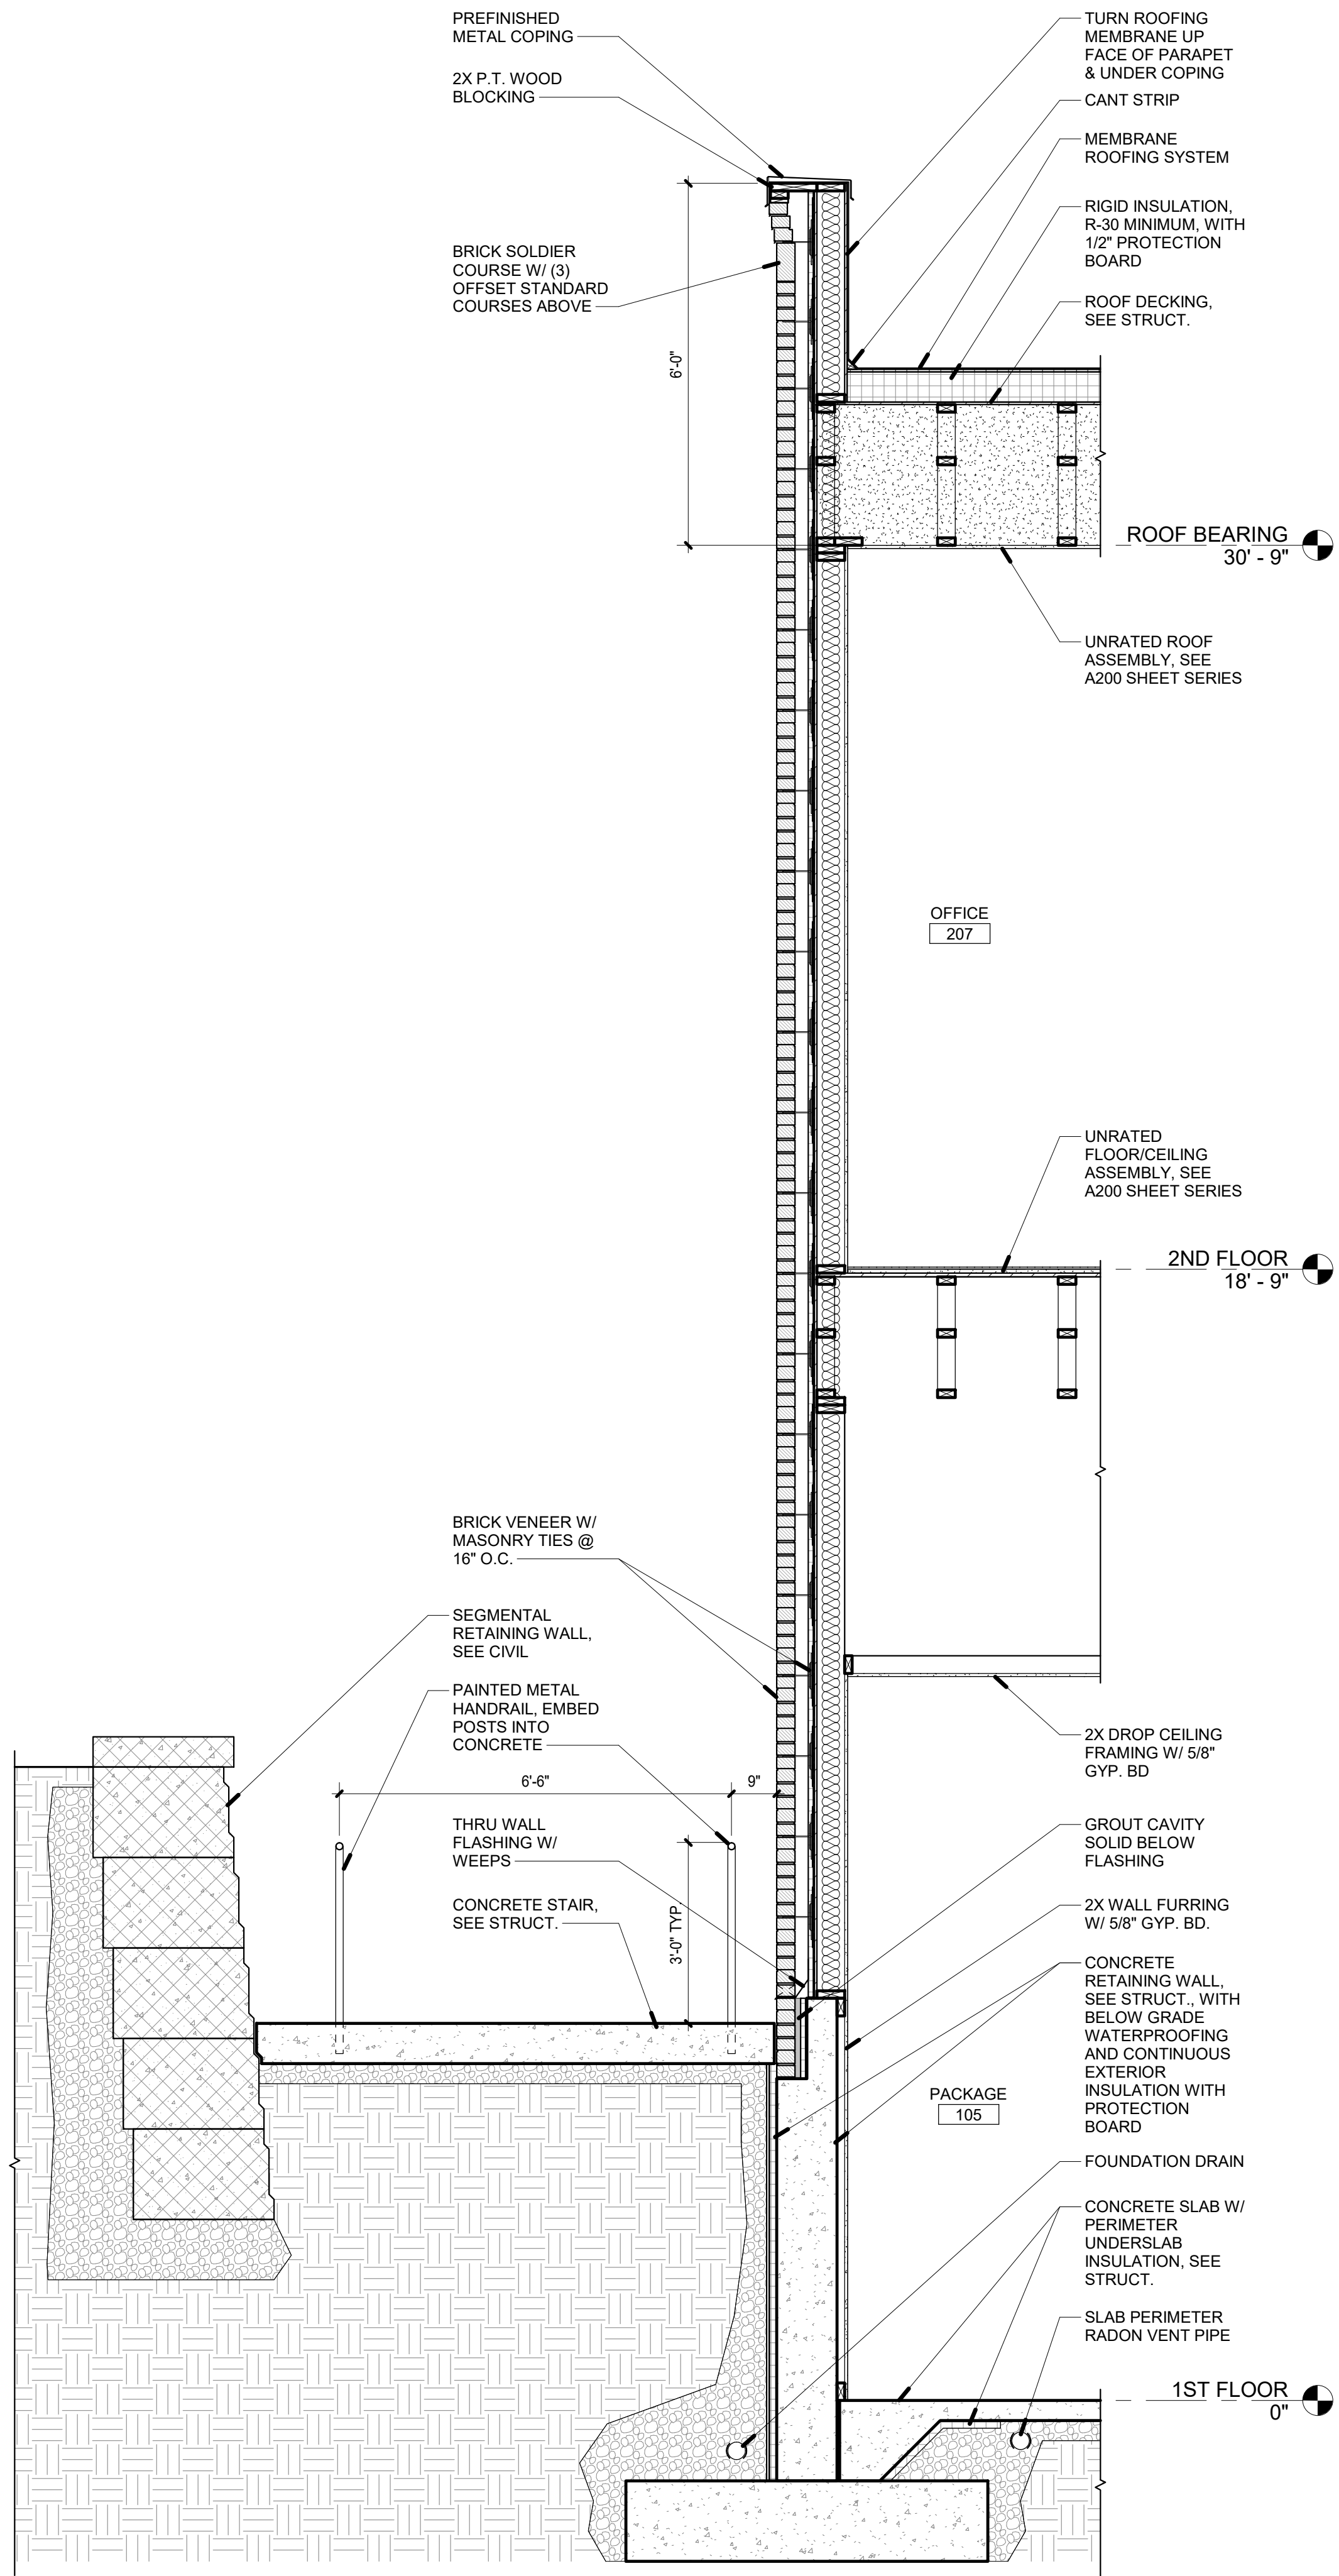 PREFINISHED
METAL COPING
2X P.T. WOOD
BLOCKING
BRICK SOLDIER
COURSE W/ (3)
OFFSET STANDARD
COURSES ABOVE
6'-0"
TURN ROOFING
MEMBRANE UP
FACE OF PARAPET
& UNDER COPING
CANT STRIP
MEMBRANE
ROOFING SYSTEM
RIGID INSULATION,
R-30 MINIMUM, WITH
1/2" PROTECTION
BOARD
ROOF DECKING,
SEE STRUCT.
ROOF BEARING
30' - 9"
UNRATED ROOF
ASSEMBLY, SEE
A200 SHEET SERIES
OFFICE
207
UNRATED
FLOOR/CEILING
ASSEMBLY, SEE
A200 SHEET SERIES
2ND FLOOR
18' - 9"
BRICK VENEER W/
MASONRY TIES @
16" O.C.
SEGMENTAL
RETAINING WALL,
SEE CIVIL
PAINTED METAL
HANDRAIL, EMBED
POSTS INTO
CONCRETE
6'-6"
9"
THRU WALL
FLASHING W/
WEEPS
CONCRETE STAIR,
SEE STRUCT.
3'-0" TYP
2X DROP CEILING
FRAMING W/ 5/8"
GYP. BD
GROUT CAVITY
SOLID BELOW
FLASHING
2X WALL FURRING
W/ 5/8" GYP. BD.
CONCRETE
RETAINING WALL,
SEE STRUCT., WITH
BELOW GRADE
WATERPROOFING
AND CONTINUOUS
EXTERIOR
INSULATION WITH
PROTECTION
BOARD
PACKAGE
105
FOUNDATION DRAIN
CONCRETE SLAB W/
PERIMETER
UNDERSLAB
INSULATION, SEE
STRUCT.
SLAB PERIMETER
RADON VENT PIPE
1ST FLOOR
0"